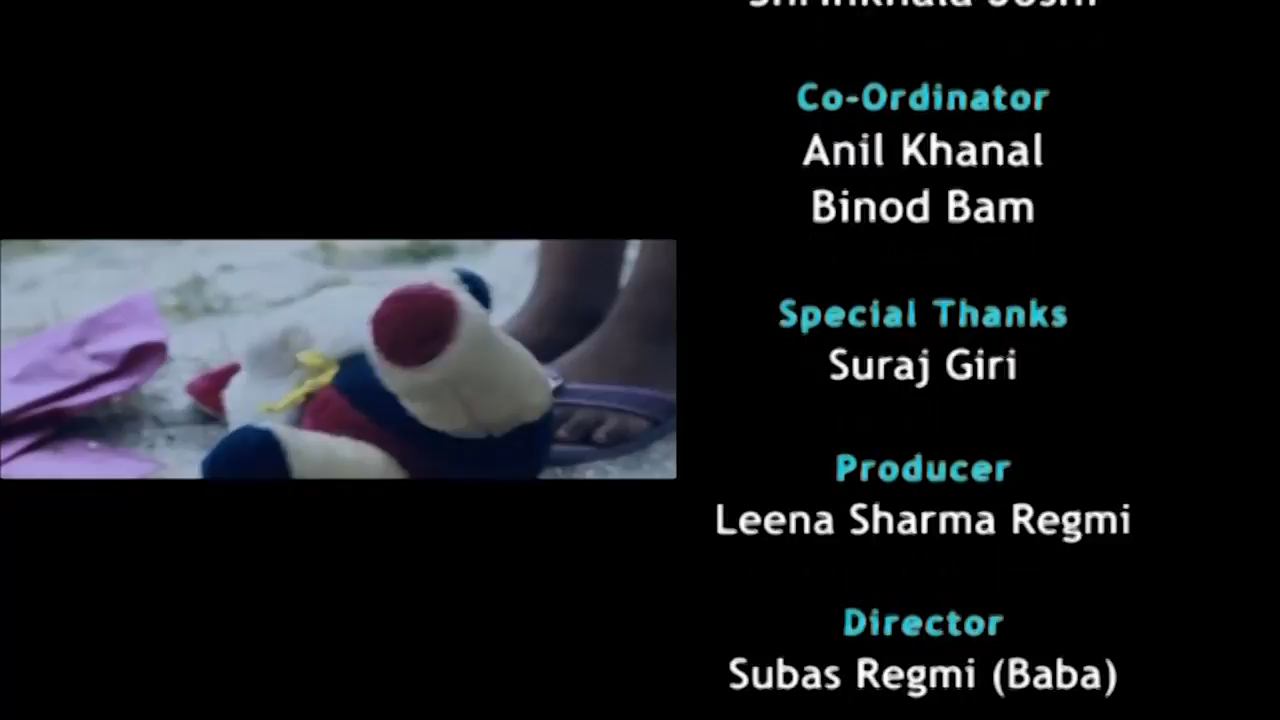 Co-Ordinator
Anil Khanal
Binod Bam
Special Thanks
Suraj Giri
Producer
Leena Sharma Regmi
Director
Subas Regmi (Baba)